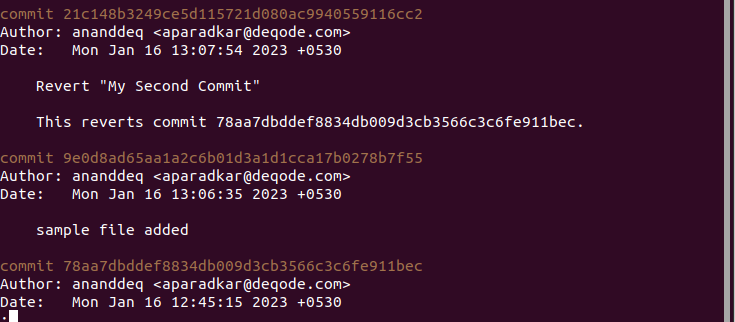 commit 21c148b3249ce5d115721d080ac9940559116cc2
Author: ananddeq <aparadkar@deqode.com>
Date:   Mon Jan 16 13:07:54 2023 +0530
Revert "My Second Commit"
This reverts commit 78aa7dbddef8834db009d3cb3566c3c6fe911bec.
commit 9e0d8ad65aa1a2c6b01d3a1d1cca17b0278b7f55
Author: ananddeq <aparadkar@deqode.com>
Date:   Mon Jan 16 13:06:35 2023 +0530
sample file added
commit 78aa7dbddef8834db009d3cb3566c3c6fe911bec
Author: ananddeq <aparadkar@deqode.com>
Date:   Mon Jan 16 12:45:15 2023 +0530